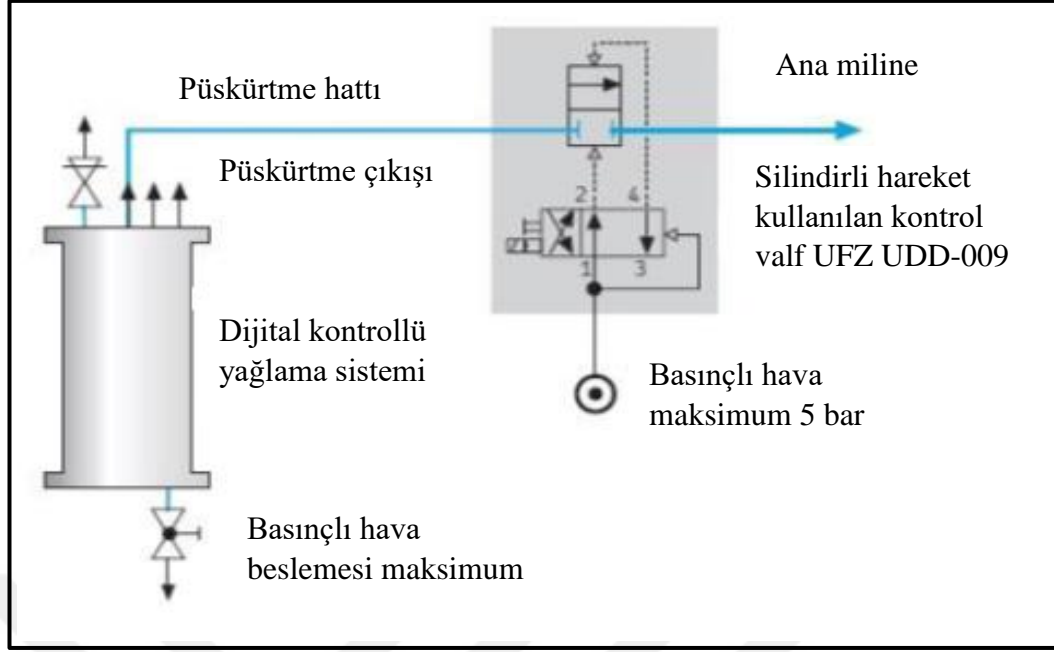 Püskürtme hattı
Ana miline
Püskürtme çıkışı
Silindirli hareket
kullanılan kontrol
valf UFZ UDD-009
2 4
1 3
Dijital kontrollü
yağlama sistemi
Basınçlı hava
maksimum 5 bar
Basınçlı hava
beslemesi maksimum